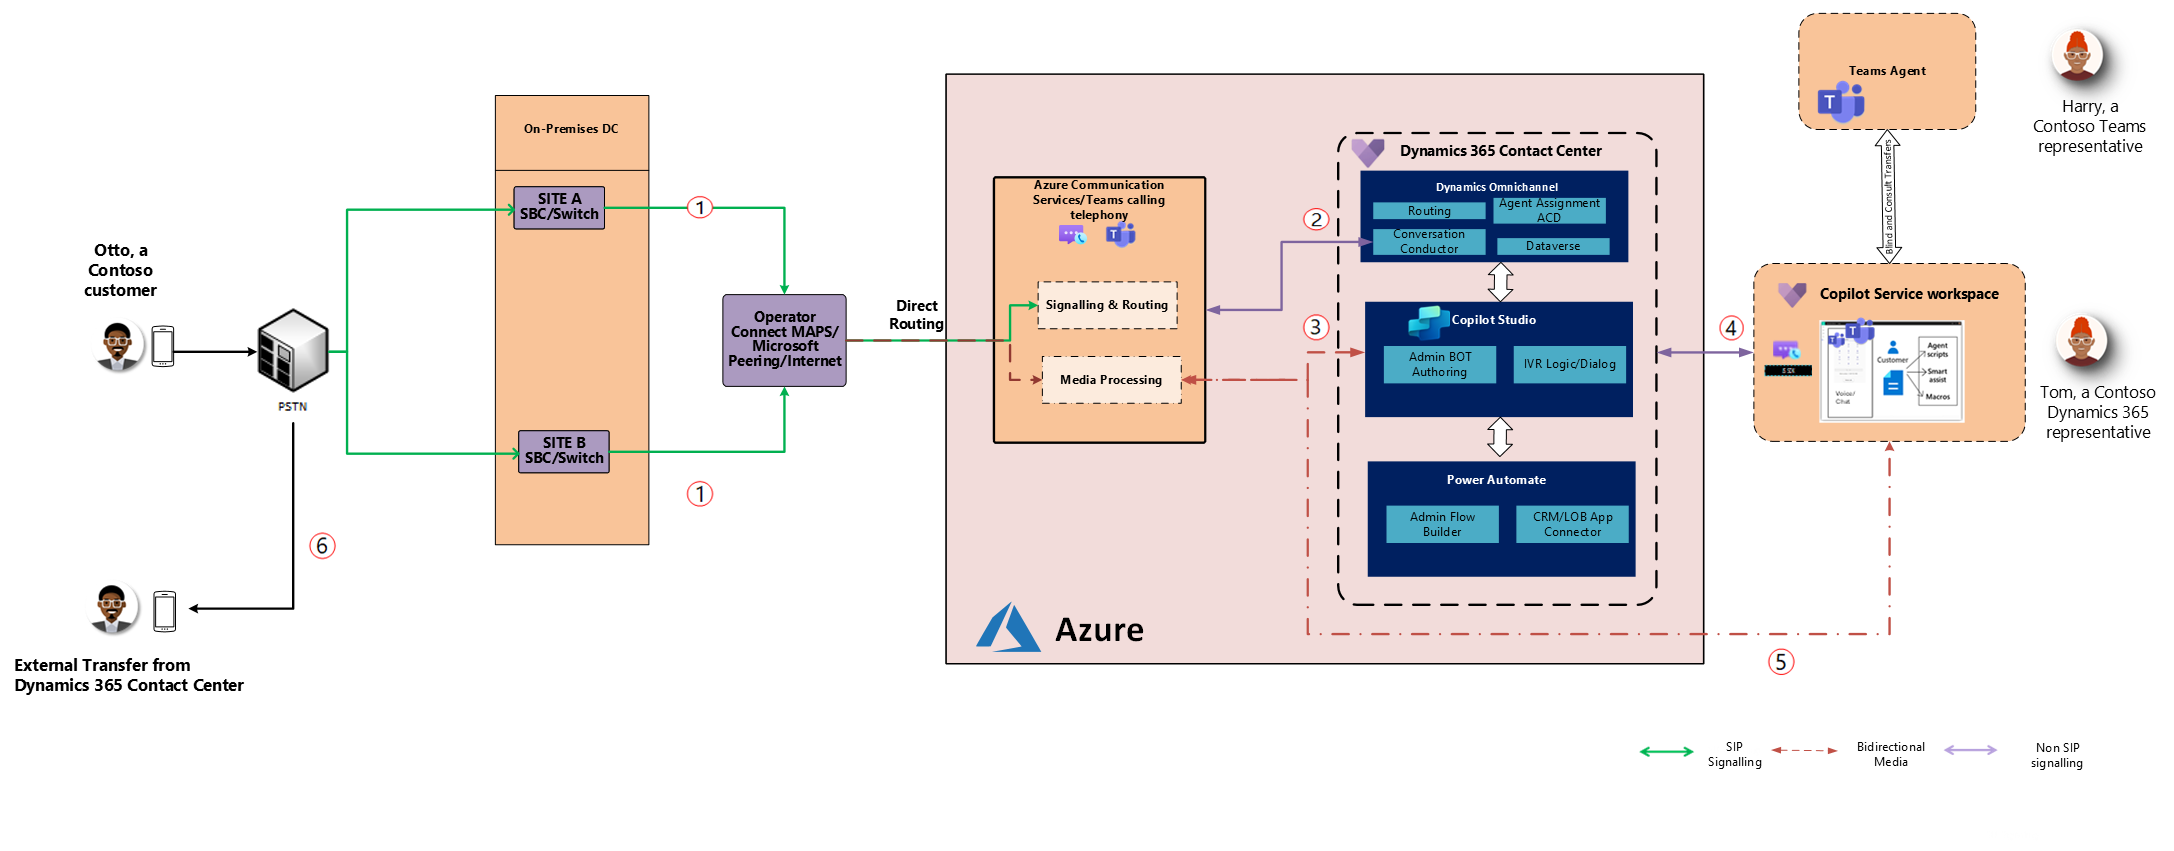 Otto, a
Contoso
customer
PSTN
6
External Transfer from
Dynamics 365 Contact Center
On-Premises DC
SITE A
SBC/Switch
1
SITE B
SBC/Switch
1
Operator
Connect MAPS/
Microsoft
Peering/Internet
Direct
Routing
Azure Communication
Services/Teams calling
telephony
Signalling & Routing
Media Processing
Azure
2
3
Dynamics 365 Contact Center
Dynamics Omnichannel
Routing
Agent Assignment
ACD
Conversation
Conductor
Dataverse
Copilot Studio
Admin BOT
Authoring
IVR Logic/Dialog
Power Automate
Admin Flow
Builder
CRM/LOB App
Connector
4
5
Teams Agent
Harry, a
Contoso Teams
representative
Blind and Consult Transfers
Copilot Service workspace
Voice/
Chat
Customer
Agent
scripts
Smart
assist
Macros
Tom, a Contoso
Dynamics 365
representative
SIP
Signalling
Bidirectional
Media
Non SIP
signalling